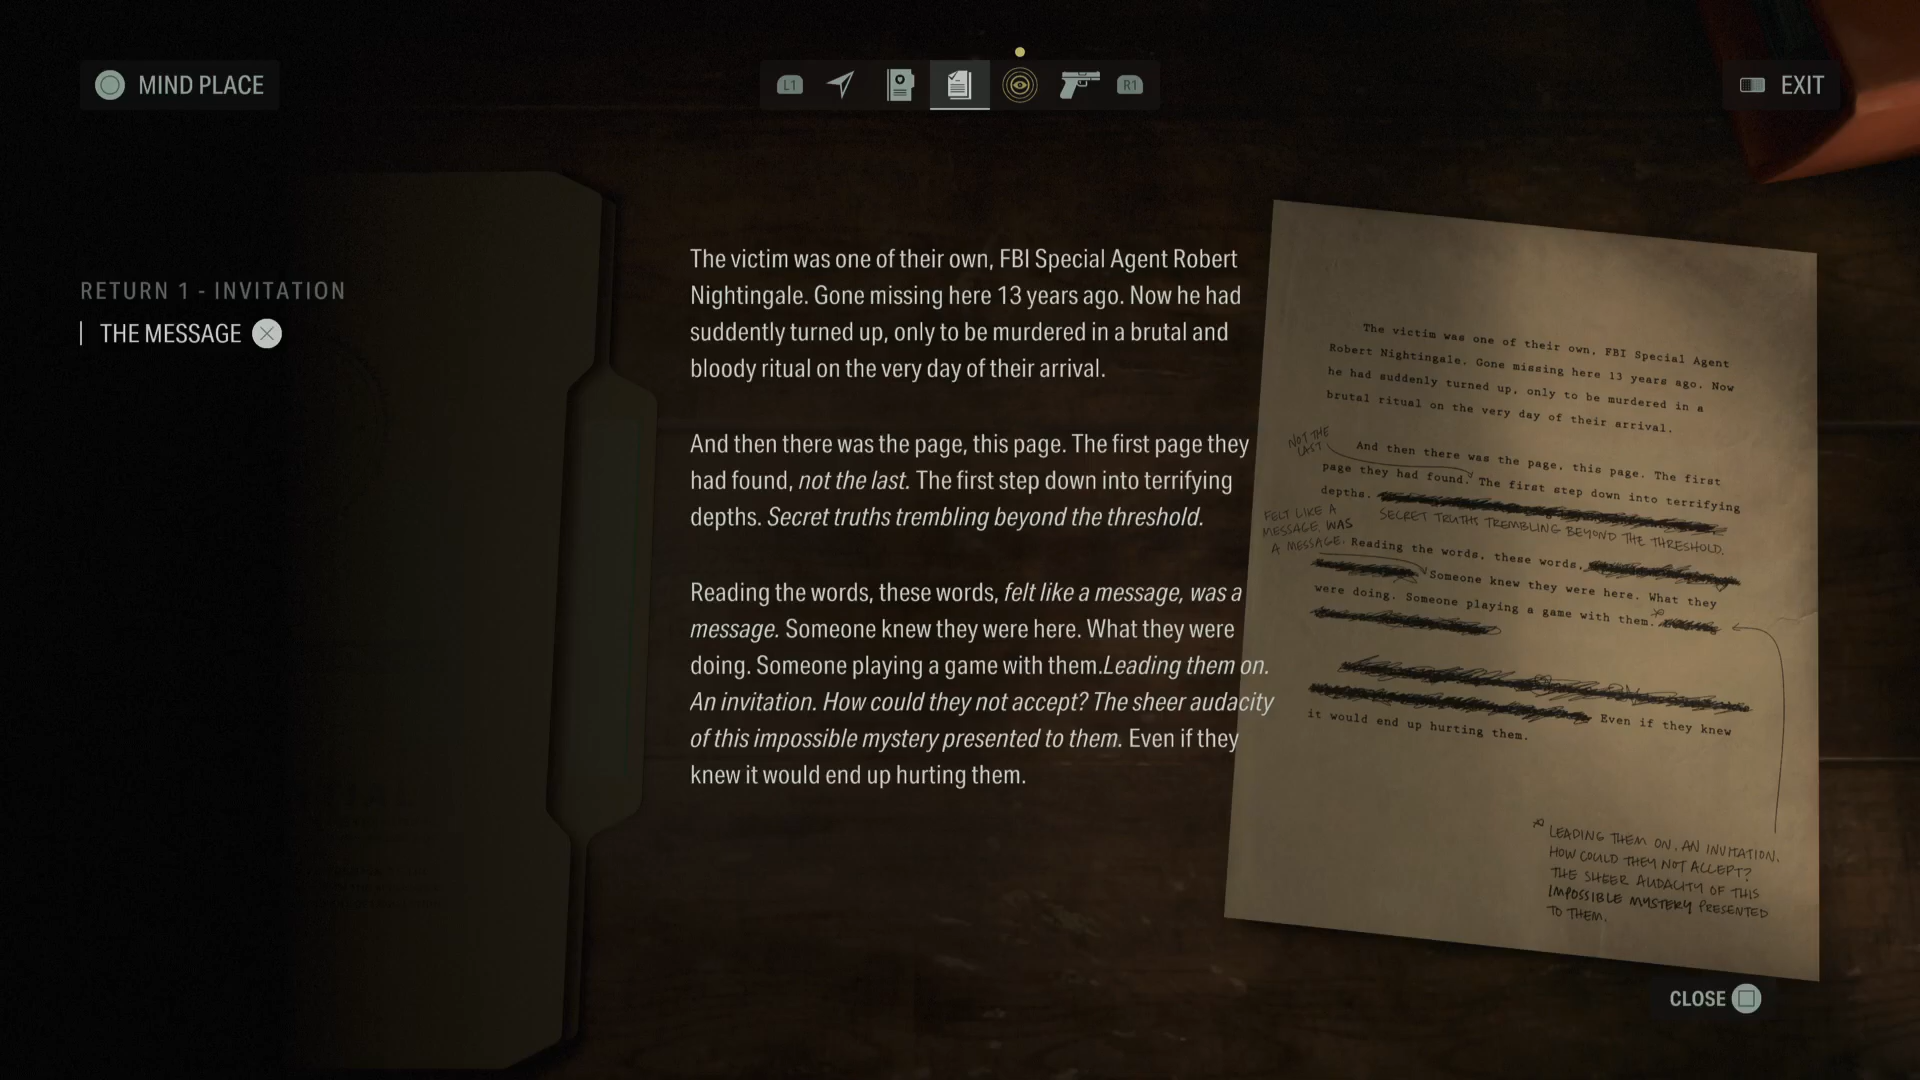 MIND PLACE
L1
R1
EXIT
RETURN 1 - INVITATION
THE MESSAGE
The victim was one of their own, FBI Special Agent Robert
Nightingale. Gone missing here 13 years ago. Now he had
suddenly turned up, only to be murdered in a brutal and
bloody ritual on the very day of their arrival.
And then there was the page, this page. The first page they
had found, not the last. The first step down into terrifying
depths. Secret truths trembling beyond the threshold.
Reading the words, these words, felt like a message, was a
message. Someone knew they were here. What they were
doing. Someone playing a game with them.Leading them on.
An invitation. How could they not accept? The sheer audacity
of this impossible mystery presented to them. Even if they
knew it would end up hurting them.
The victim was one of their own, FBI Special Agent
Robert Nightingale. Gone missing here 13 years ago. Now
he had suddenly turned up, only to be murdered in a
brutal ritual on the very day of their arrival.
NOT THE
LAST
And then there was the page, this page. The first
page they had found. The first step down into terrifying
depths.
SECRET TRUTHS TREMBLING BEYOND THE THRESHOLD.
FELT LIKE A
MESSAGE, WAS
A MESSAGE.
Reading the words, these words,
Someone knew they were here. What they
were doing. Someone playing a game with them.
Even if they knew
it would end up hurting them.
LEADING THEM ON. AN INVITATION.
HOW COULD THEY NOT ACCEPT?
THE SHEER AUDACITY OF THIS
IMPOSSIBLE MYSTERY PRESENTED
TO THEM.
CLOSE